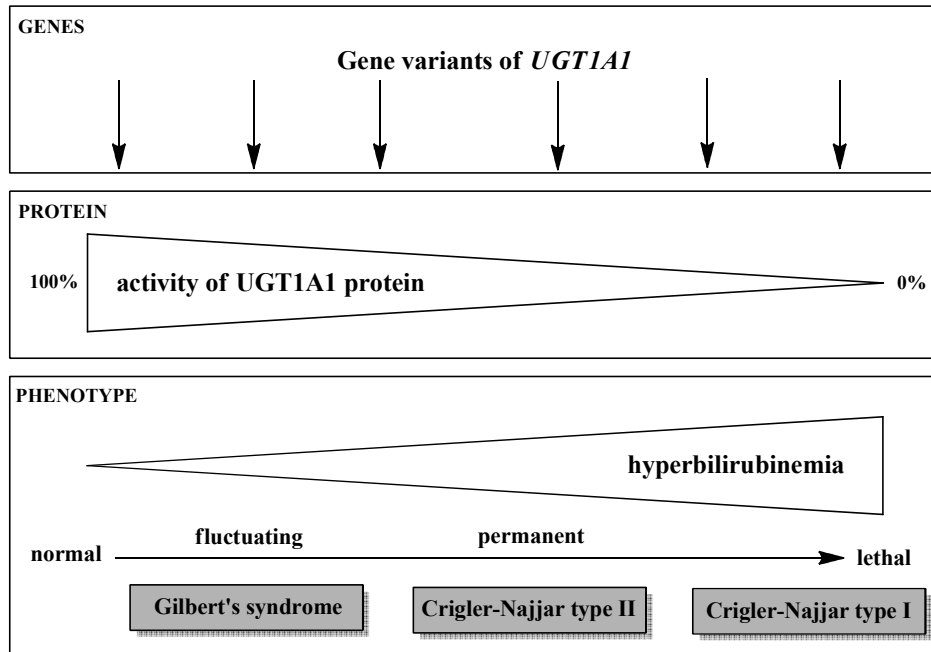 GENES
Gene variants of UGT1A1
PROTEIN
100%
activity of UGT1A1 protein
0%
PHENOTYPE
hyperbilirubinemia
fluctuating
permanent
normal
lethal
Gilbert's syndrome
Crigler-Najjar type II
Crigler-Najjar type I